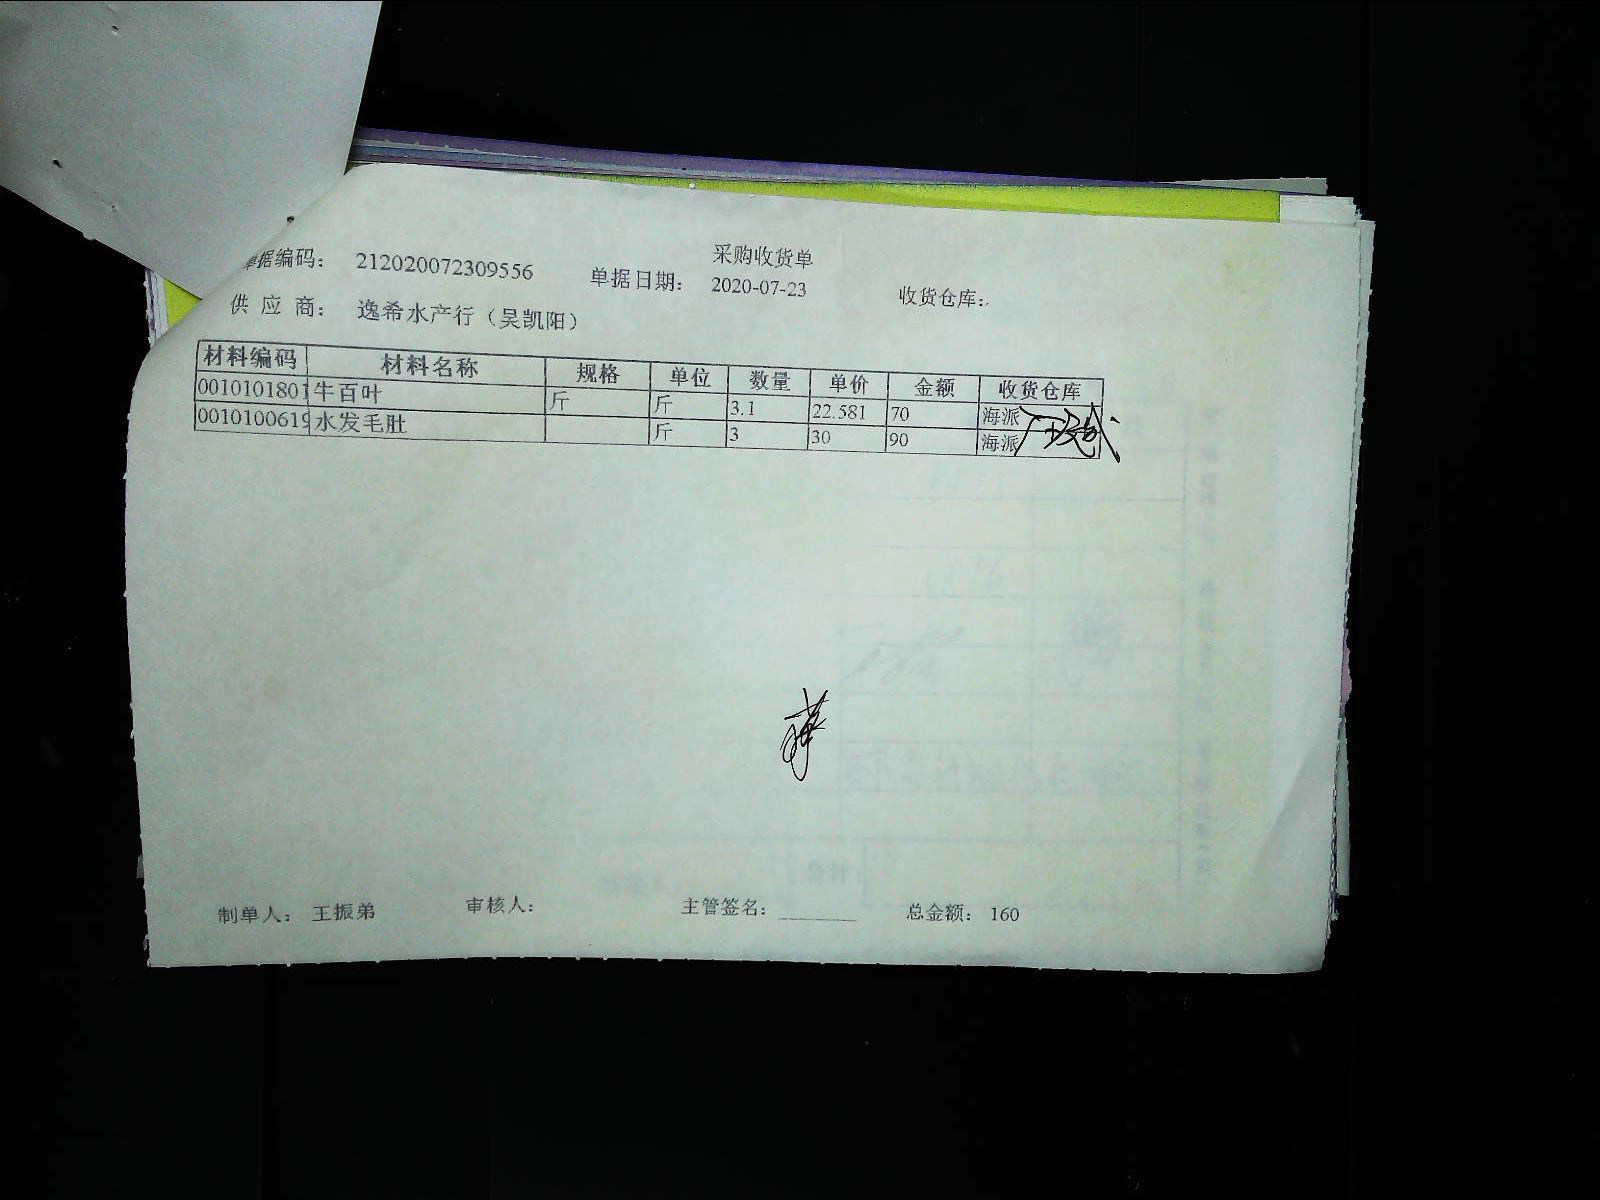 采购收货单
单据编码： 212020072309556 单据日期： 2020-07-23 收货仓库：
供 应 商： 逸希水产行（吴凯阳）
材料编码 材料名称 规格 单位 数量 单价 金额 收货仓库
0010101801 牛百叶 斤 斤 3.1 22.581 70 海派
0010100619 水发毛肚 斤 3 30 90 海派
制单人： 王振弟 审核人： 主管签名： 总金额： 160